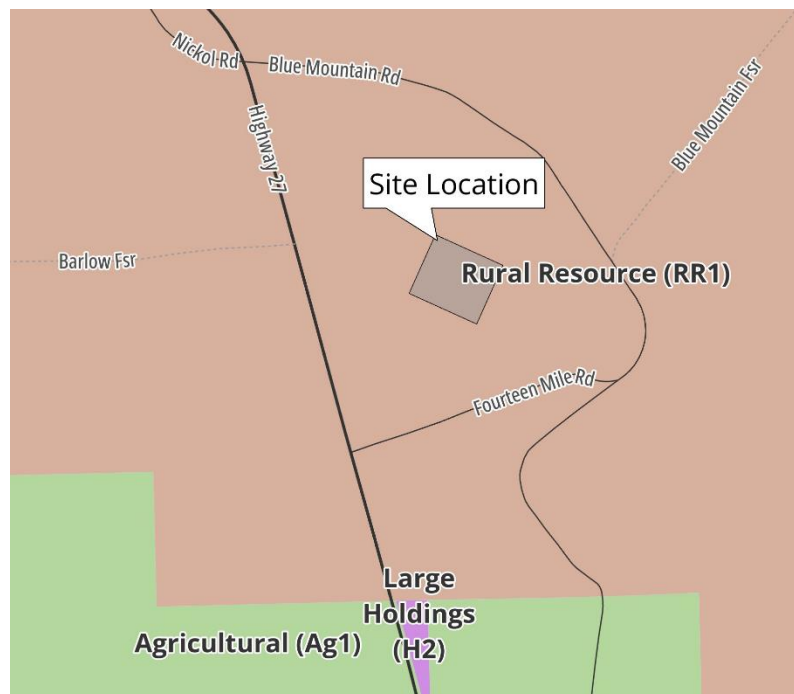 Nickol Rd
Blue Mountain Rd
Blue Mountain Fsr
Highway 27
Site Location
Barlow Fsr
Rural Resource (RR1)
Fourteen Mile Rd
Large
Holdings
(H2)
Agricultural (Ag1)